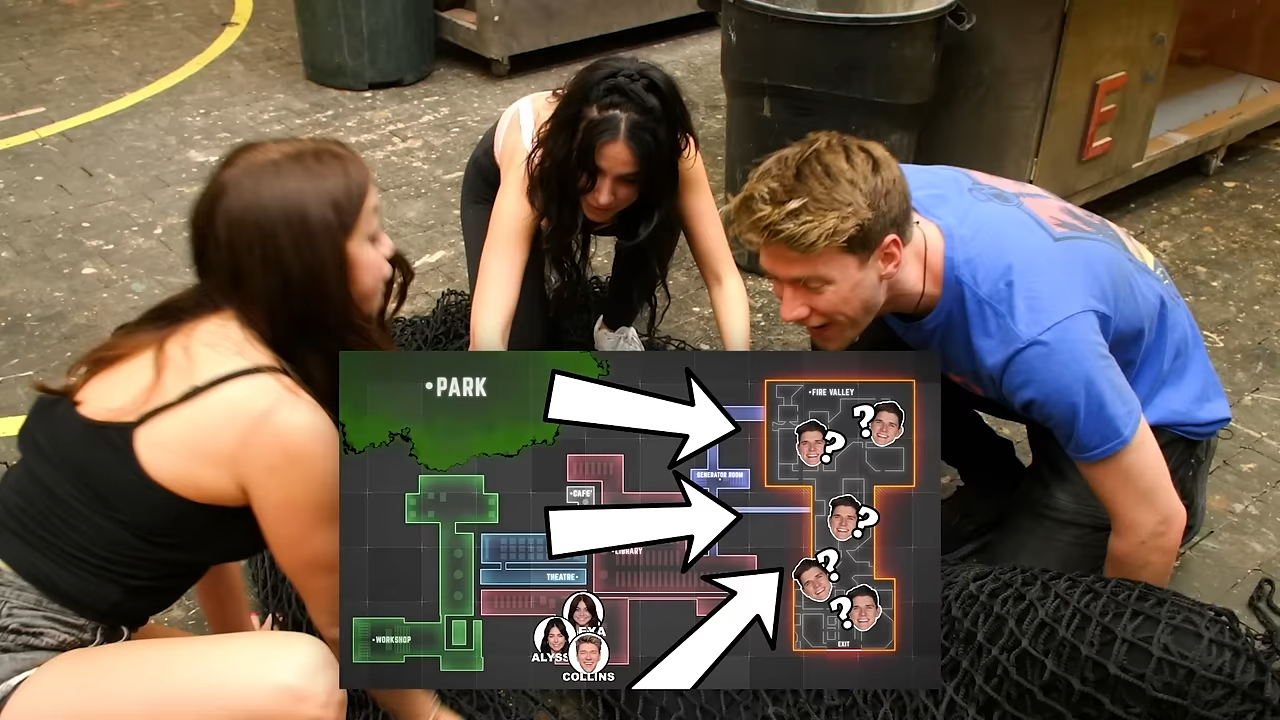 E
•PARK
•FIRE VALLEY
?
?
GENERATOR ROOM
•CAFE'
?
•LIBRARY
THEATRE•
?
?
•WORKSHOP
EXIT
ALYSS
COLLINS